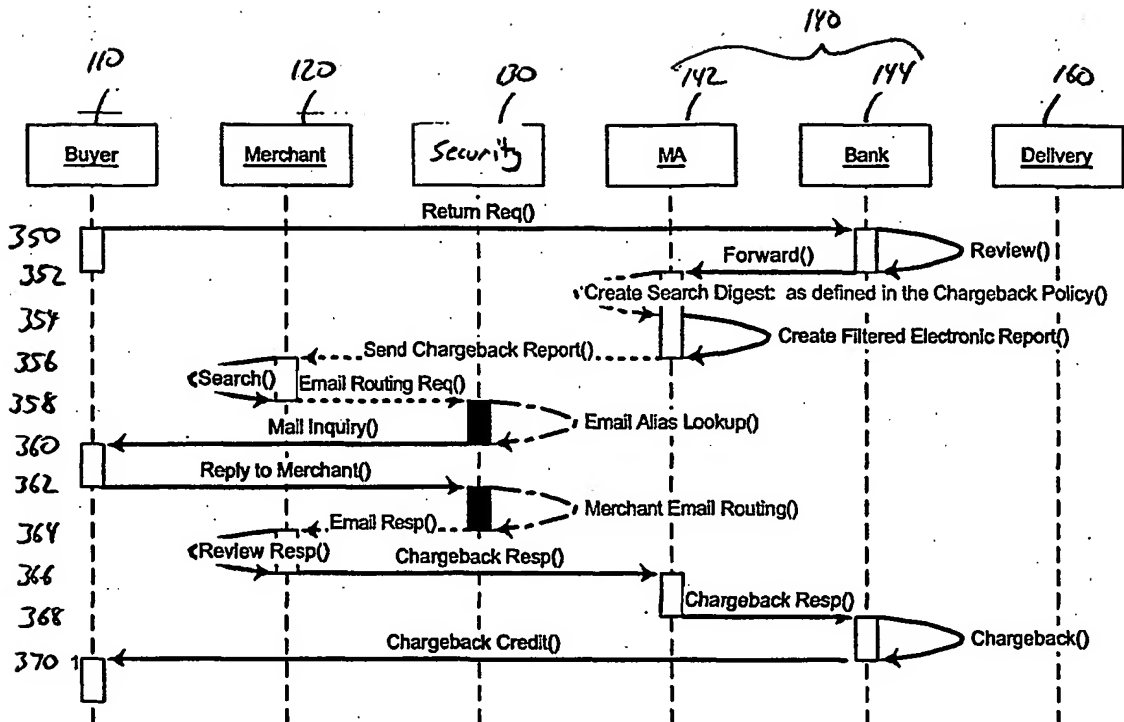 140
110 120 130 142 144 160
Buyer Merchant Security MA Bank Delivery
Return Req()
350
Forward() Review()
352
Create Search Digest: as defined in the Chargeback Policy()
354
Create Filtered Electronic Report()
Send Chargeback Report()
356
Search() Email Routing Req()
358
Mail Inquiry() Email Alias Lookup()
360
Reply to Merchant()
362
Merchant Email Routing()
Email Resp()
364
Review Resp() Chargeback Resp()
366
Chargeback Resp()
368
Chargeback Credit() Chargeback()
370 1